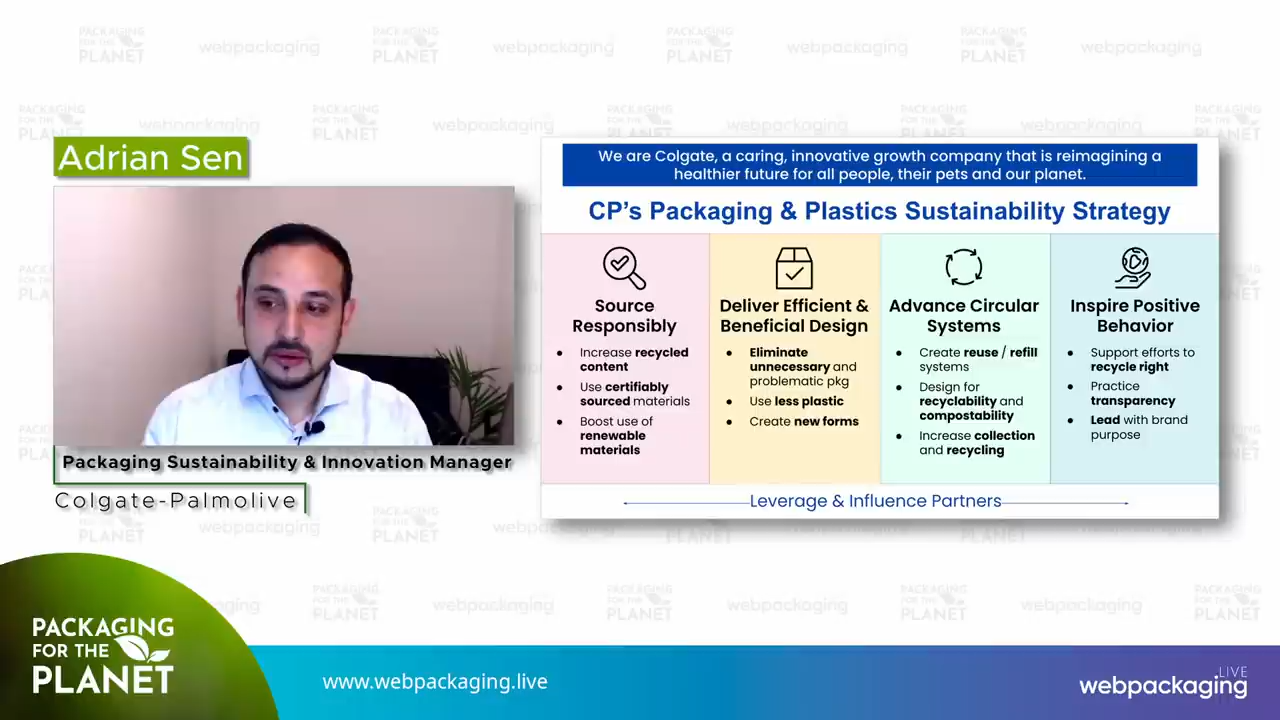 Adrian Sen
Packaging Sustainability & Innovation Manager
Colgate-Palmolive
We are Colgate, a caring, innovative growth company that is reimagining a
healthier future for all people, their pets and our planet.
CP's Packaging & Plastics Sustainability Strategy
Source
Responsibly
• Increase recycled
content
• Use certifiably
sourced materials
• Boost use of
renewable
materials
Deliver Efficient &
Beneficial Design
• Eliminate
unnecessary and
problematic pkg
• Use less plastic
• Create new forms
Advance Circular
Systems
• Create reuse / refill
systems
• Design for
recyclability and
compostability
• Increase collection
and recycling
Inspire Positive
Behavior
• Support efforts to
recycle right
• Practice
transparency
• Lead with brand
purpose
Leverage & Influence Partners
PACKAGING
FOR THE
PLANET
www.webpackaging.live
LIVE
webpackaging